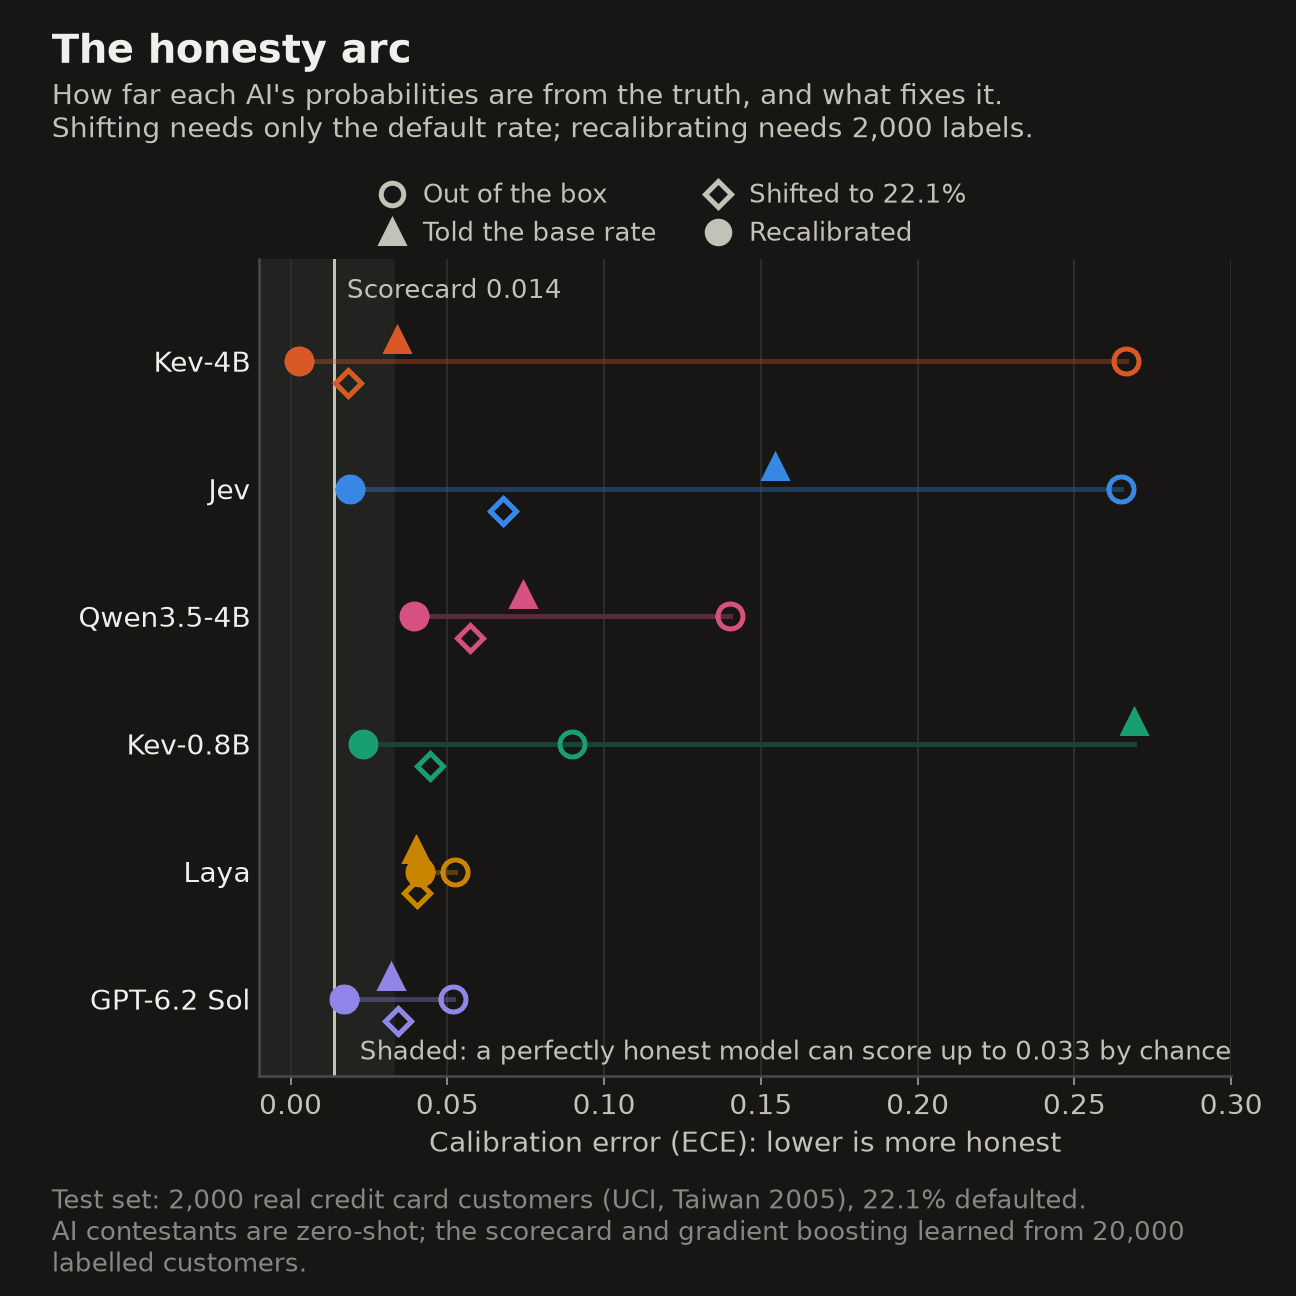 The honesty arc
How far each AI's probabilities are from the truth, and what fixes it.
Shifting needs only the default rate; recalibrating needs 2,000 labels.
Out of the box
Shifted to 22.1%
Told the base rate
Recalibrated
Scorecard 0.014
Kev-4B
Jev
Qwen3.5-4B
Kev-0.8B
Laya
GPT-6.2 Sol
Shaded: a perfectly honest model can score up to 0.033 by chance
0.00 0.05 0.10 0.15 0.20 0.25 0.30
Calibration error (ECE): lower is more honest
Test set: 2,000 real credit card customers (UCI, Taiwan 2005), 22.1% defaulted.
AI contestants are zero-shot; the scorecard and gradient boosting learned from 20,000
labelled customers.